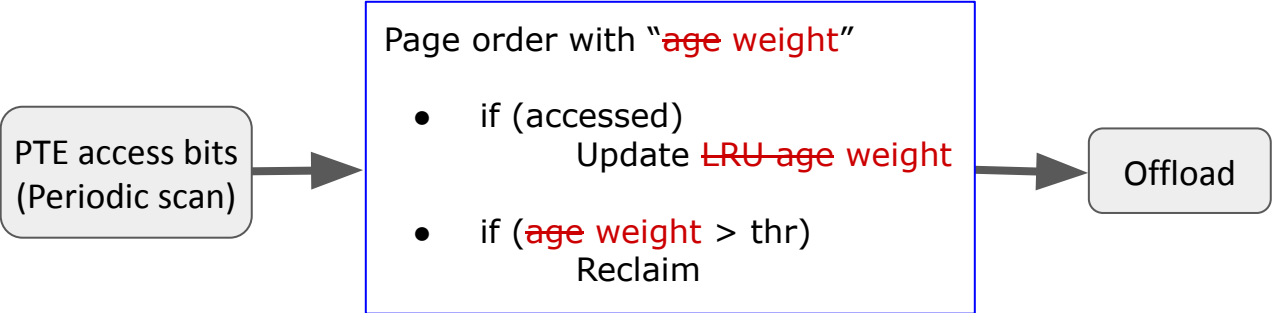 PTE access bits
(Periodic scan)
Page order with “age weight”
● if (accessed)
Update LRU age weight
● if (age weight > thr)
Reclaim
Offload